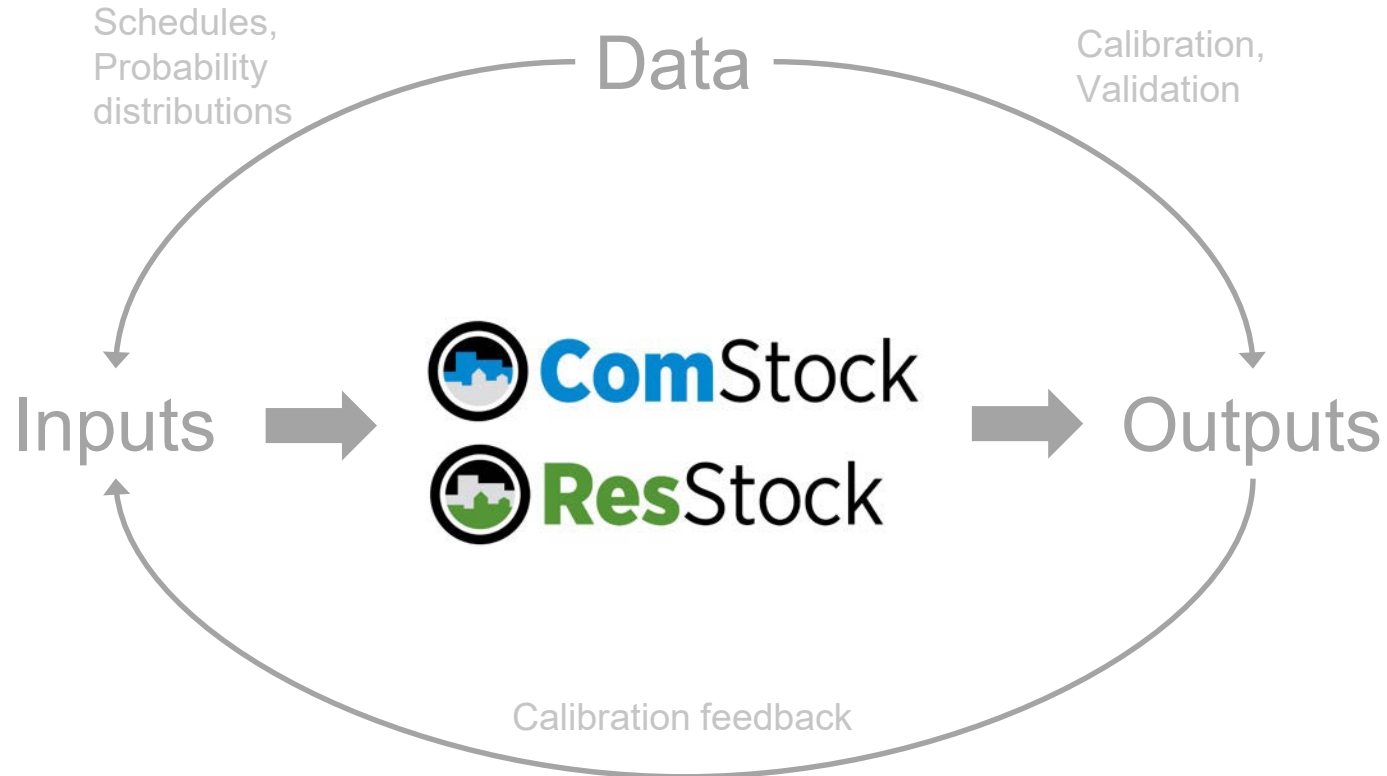 Schedules,
Probability
distributions
Data
Calibration,
Validation
ComStock
Inputs
Outputs
ResStock
Calibration feedback